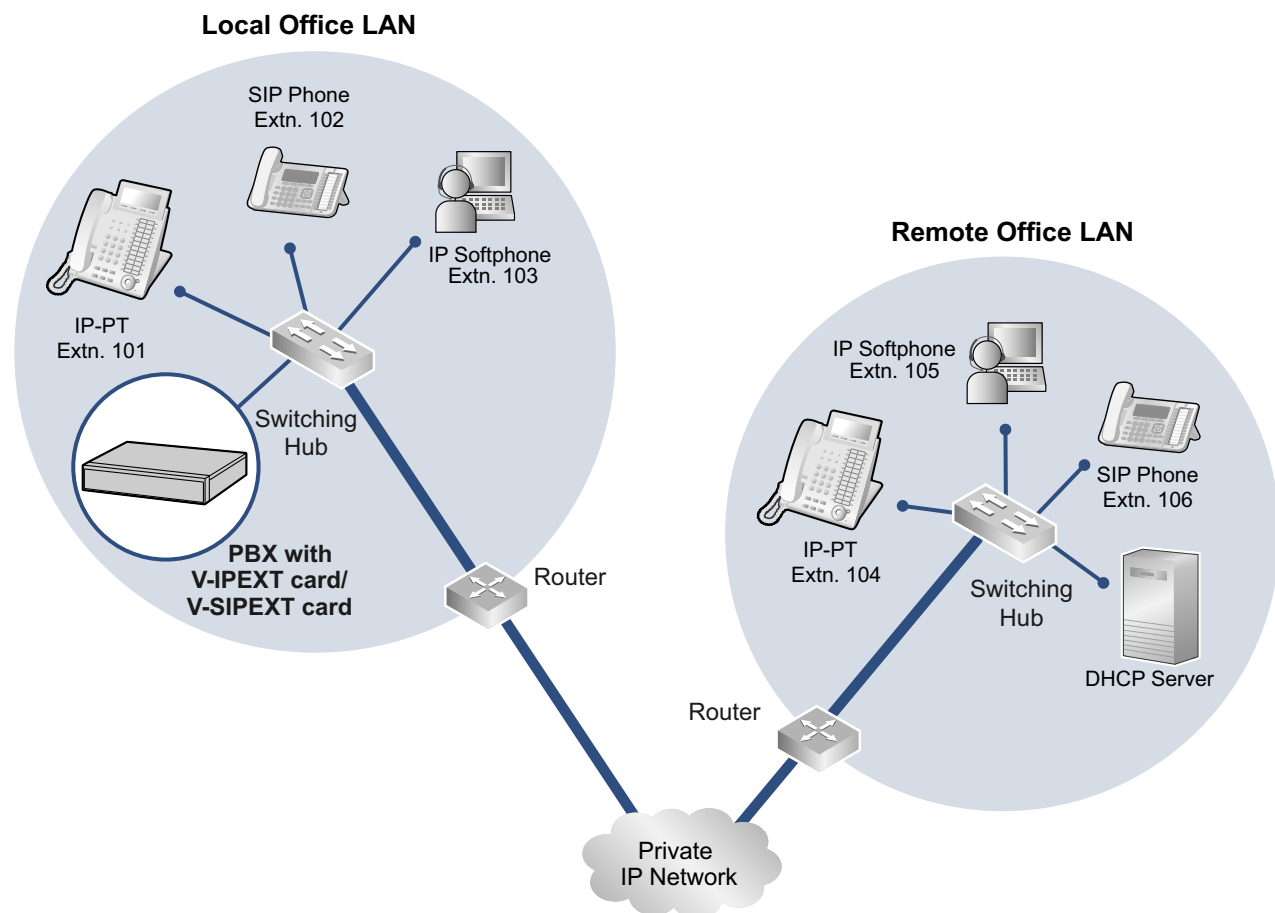 Local Office LAN
SIP Phone
Extn. 102
IP Softphone
Extn. 103
IP-PT
Extn. 101
Switching
Hub
PBX with
V-IPEXT card/
V-SIPEXT card
Router
Remote Office LAN
IP Softphone
Extn. 105
SIP Phone
Extn. 106
IP-PT
Extn. 104
Switching
Hub
DHCP Server
Router
Private
IP Network